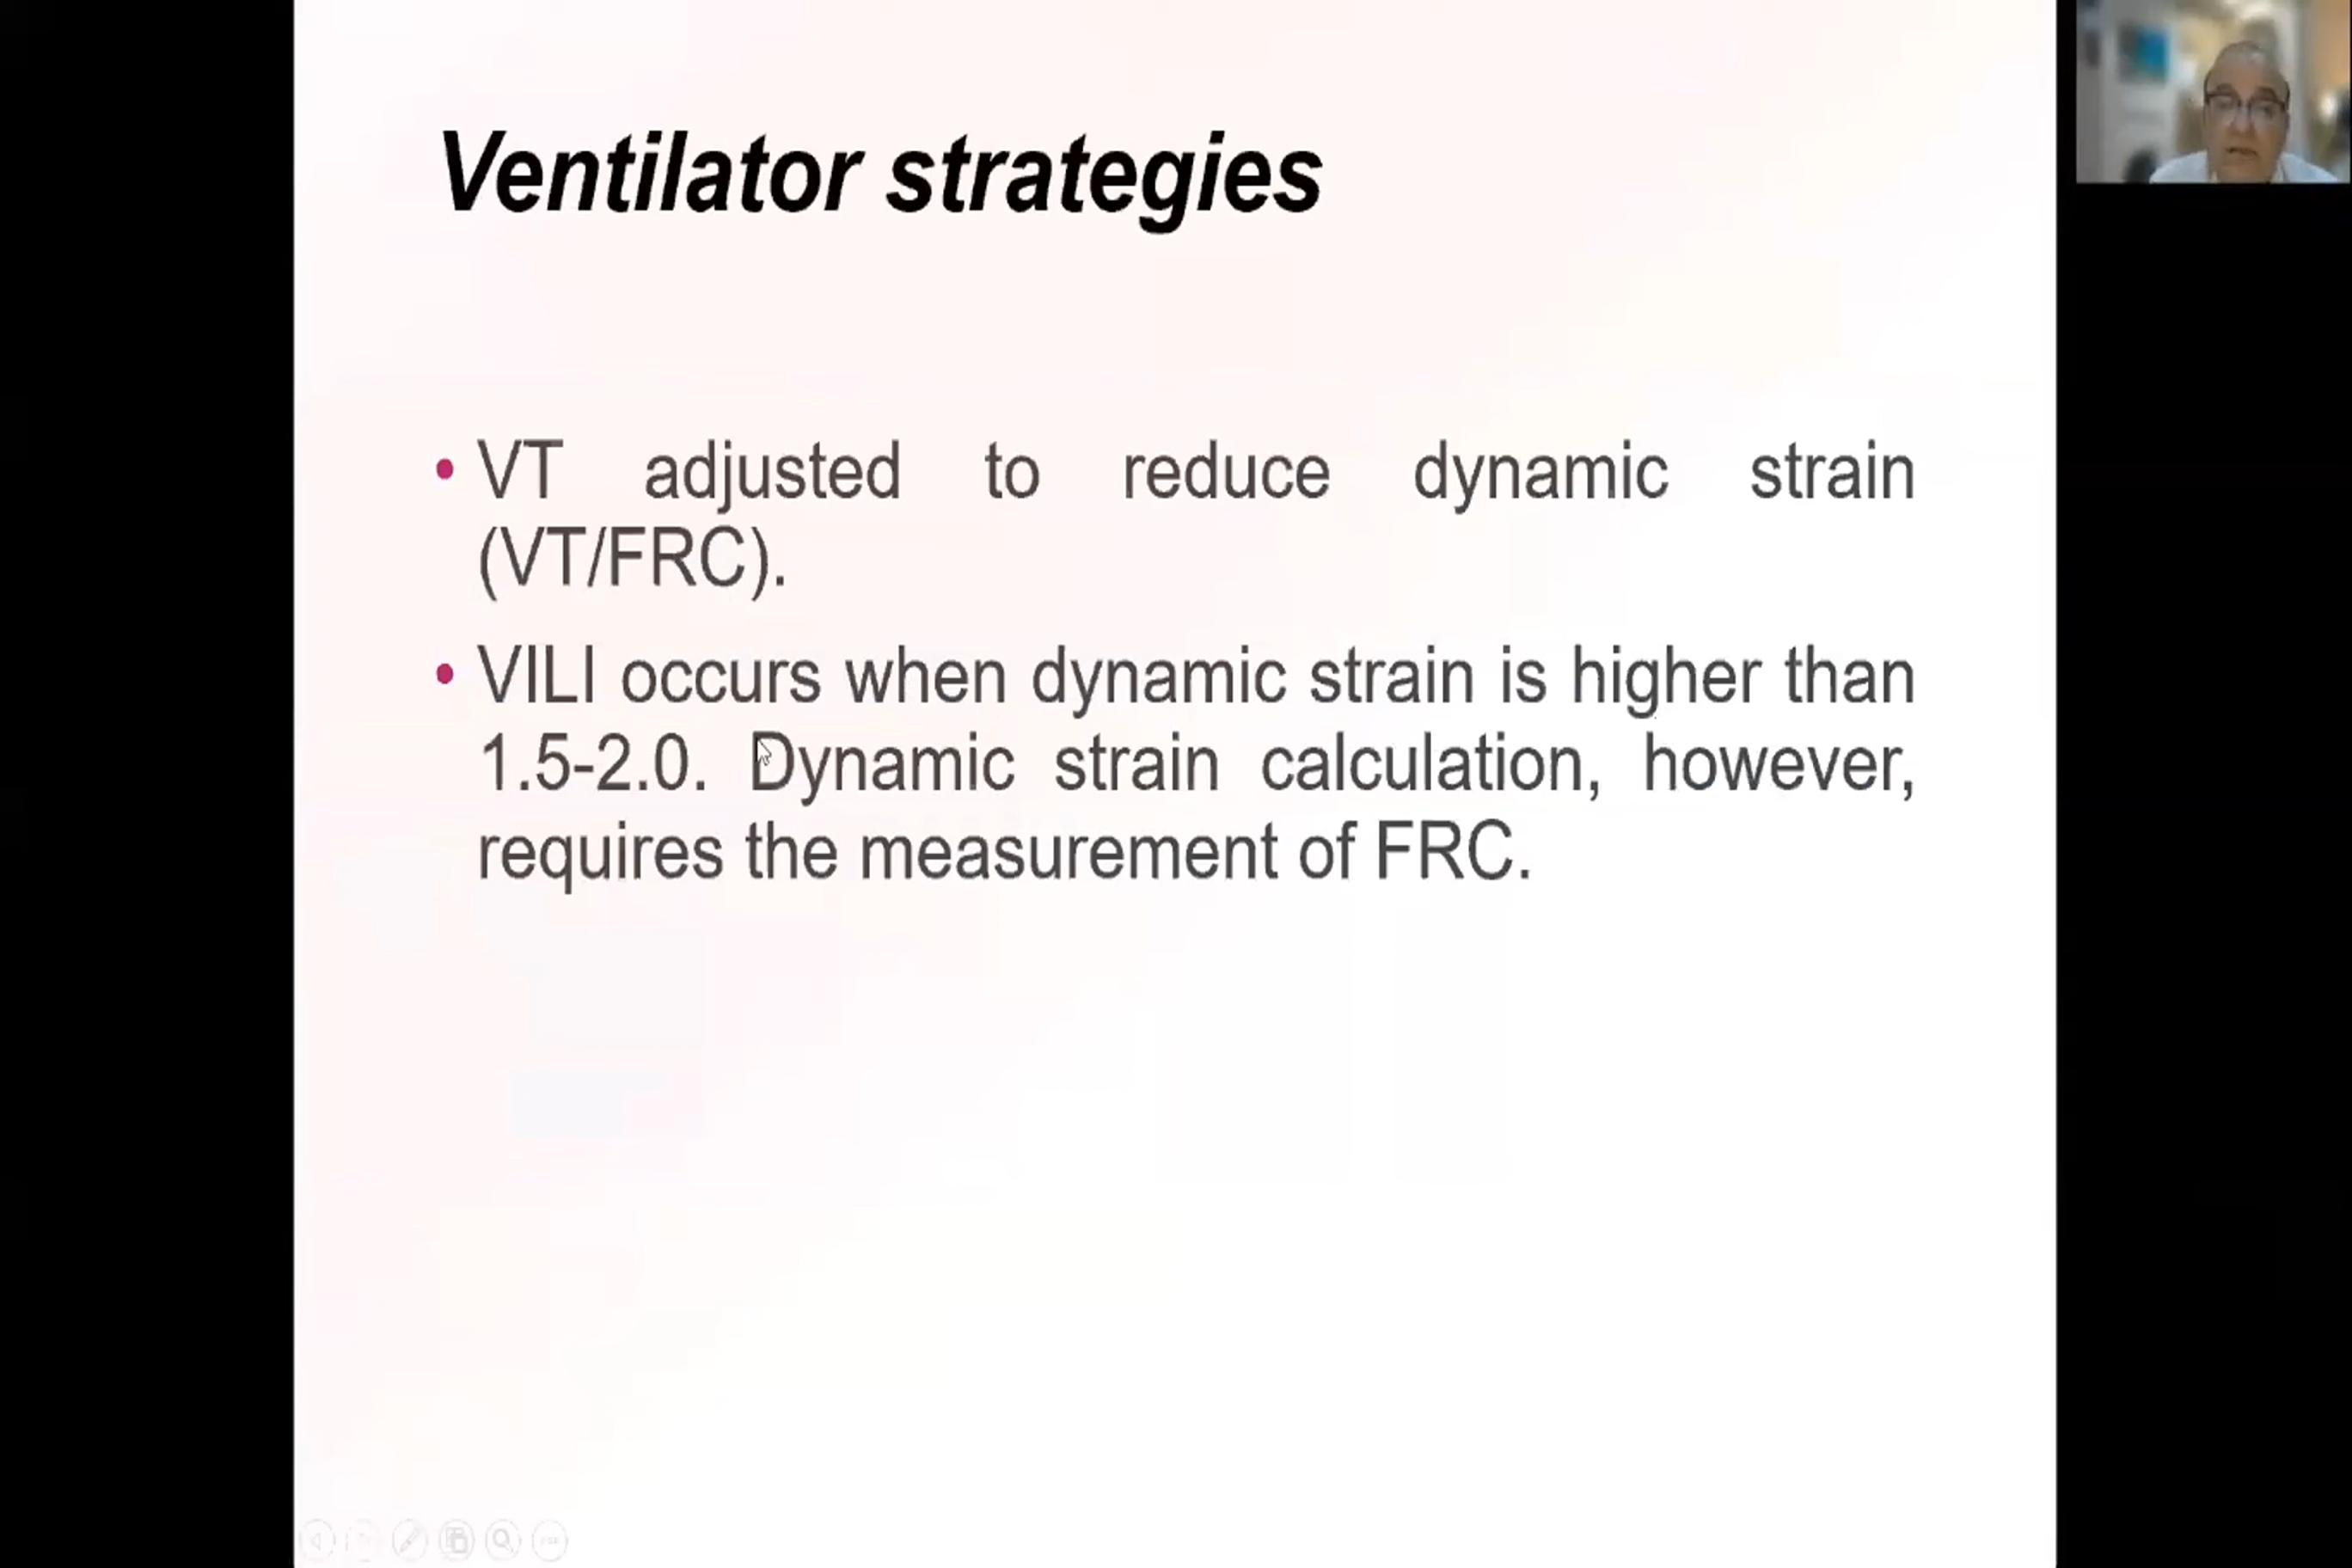 Ventilator strategies
• VT adjusted to reduce dynamic strain
(VT/FRC).
• VILI occurs when dynamic strain is higher than
1.5-2.0. Dynamic strain calculation, however,
requires the measurement of FRC.